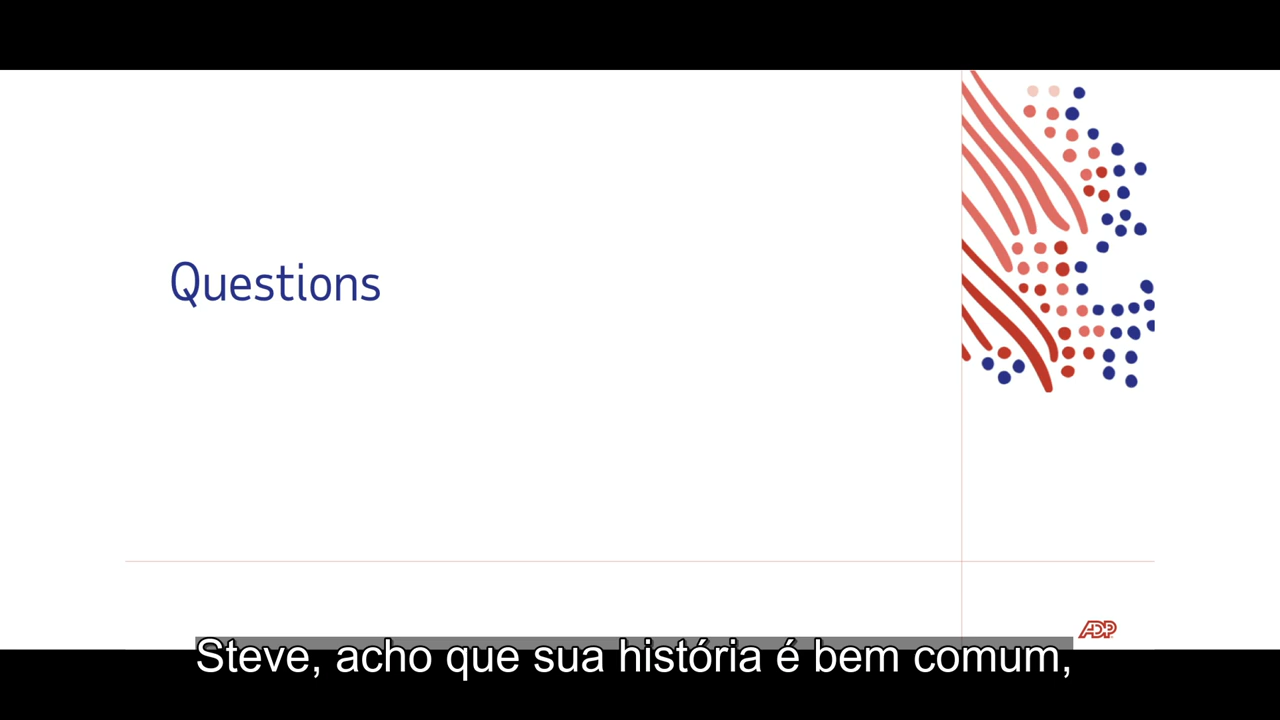 Questions
ADP
Steve, acho que sua história é bem comum,